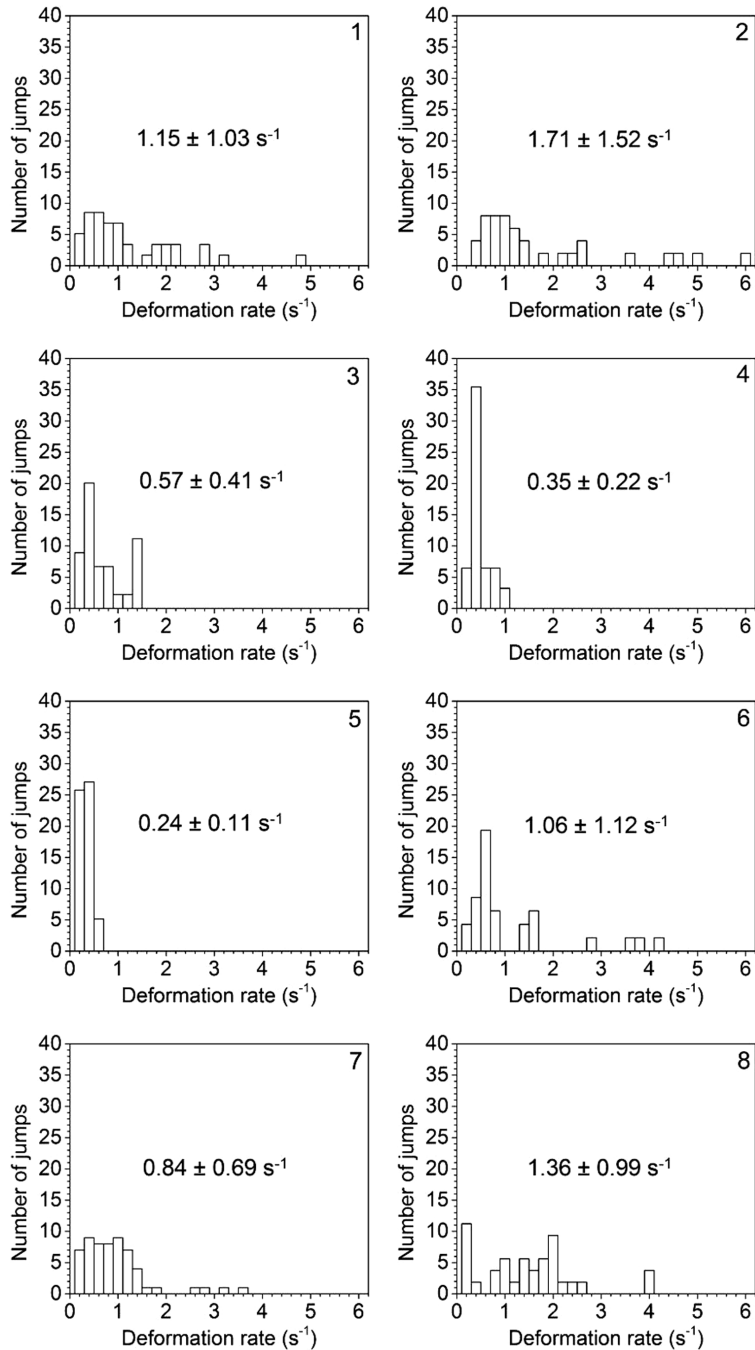 40
35
30
25
20
15
10
5
0
Number of jumps
1
1.15 ± 1.03 s⁻¹
0 1 2 3 4 5 6
Deformation rate (s⁻¹)
40
35
30
25
20
15
10
5
0
Number of jumps
2
1.71 ± 1.52 s⁻¹
0 1 2 3 4 5 6
Deformation rate (s⁻¹)
40
35
30
25
20
15
10
5
0
Number of jumps
3
0.57 ± 0.41 s⁻¹
0 1 2 3 4 5 6
Deformation rate (s⁻¹)
40
35
30
25
20
15
10
5
0
Number of jumps
4
0.35 ± 0.22 s⁻¹
0 1 2 3 4 5 6
Deformation rate (s⁻¹)
40
35
30
25
20
15
10
5
0
Number of jumps
5
0.24 ± 0.11 s⁻¹
0 1 2 3 4 5 6
Deformation rate (s⁻¹)
40
35
30
25
20
15
10
5
0
Number of jumps
6
1.06 ± 1.12 s⁻¹
0 1 2 3 4 5 6
Deformation rate (s⁻¹)
40
35
30
25
20
15
10
5
0
Number of jumps
7
0.84 ± 0.69 s⁻¹
0 1 2 3 4 5 6
Deformation rate (s⁻¹)
40
35
30
25
20
15
10
5
0
Number of jumps
8
1.36 ± 0.99 s⁻¹
0 1 2 3 4 5 6
Deformation rate (s⁻¹)